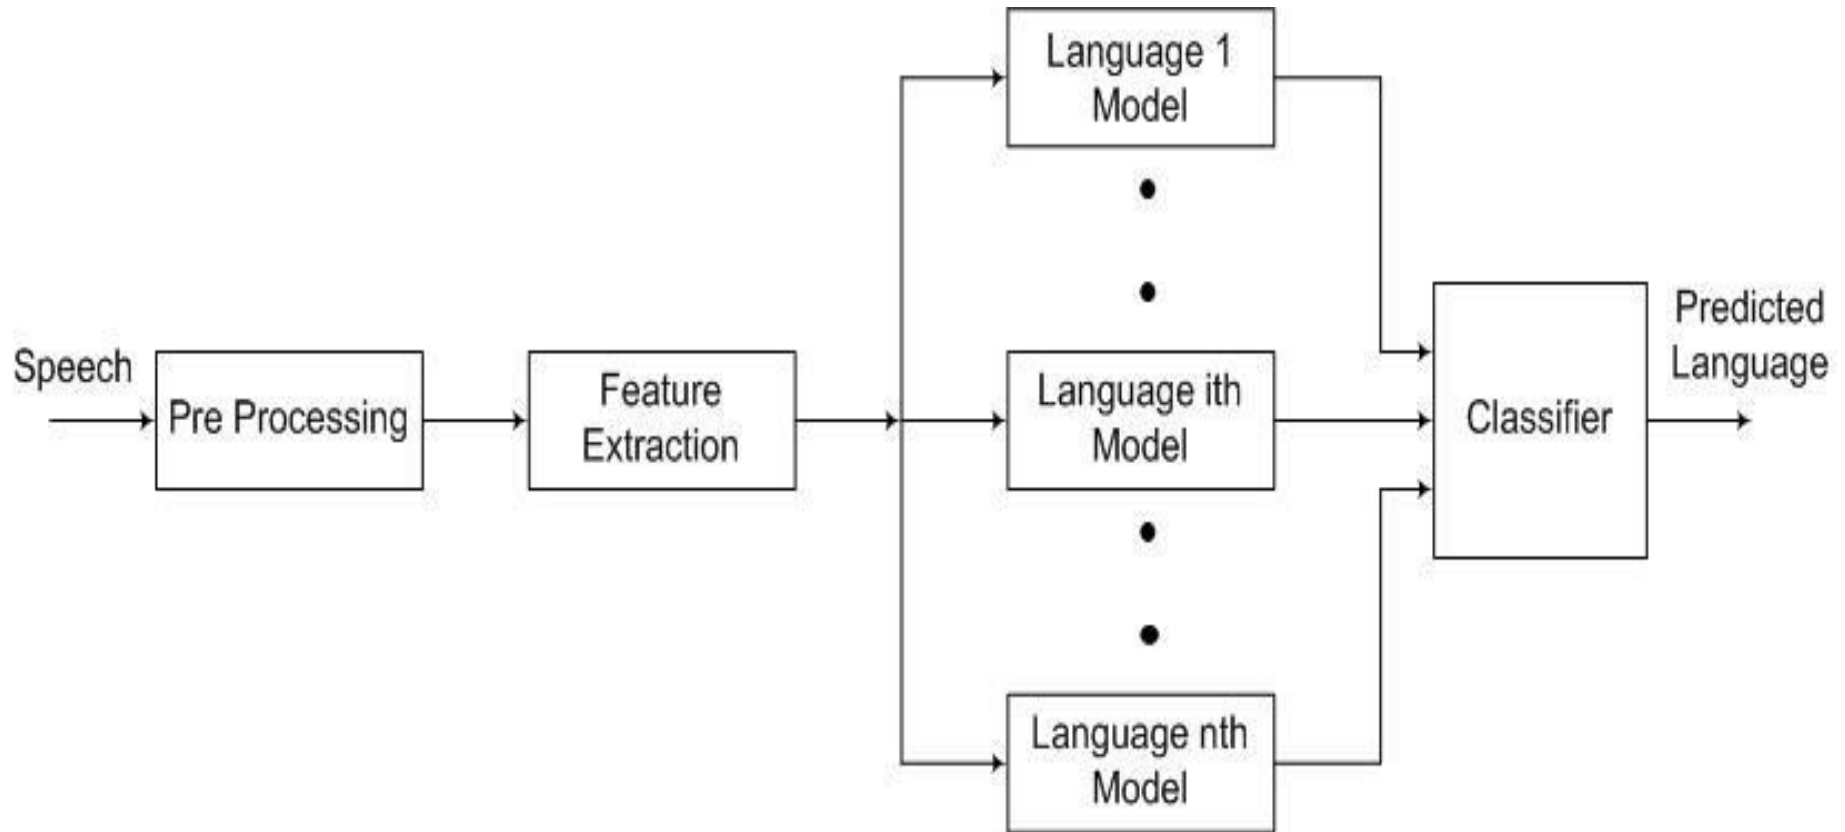 Speech
Pre Processing
Feature
Extraction
Language 1
Model
Language ith
Model
Language nth
Model
Classifier
Predicted
Language